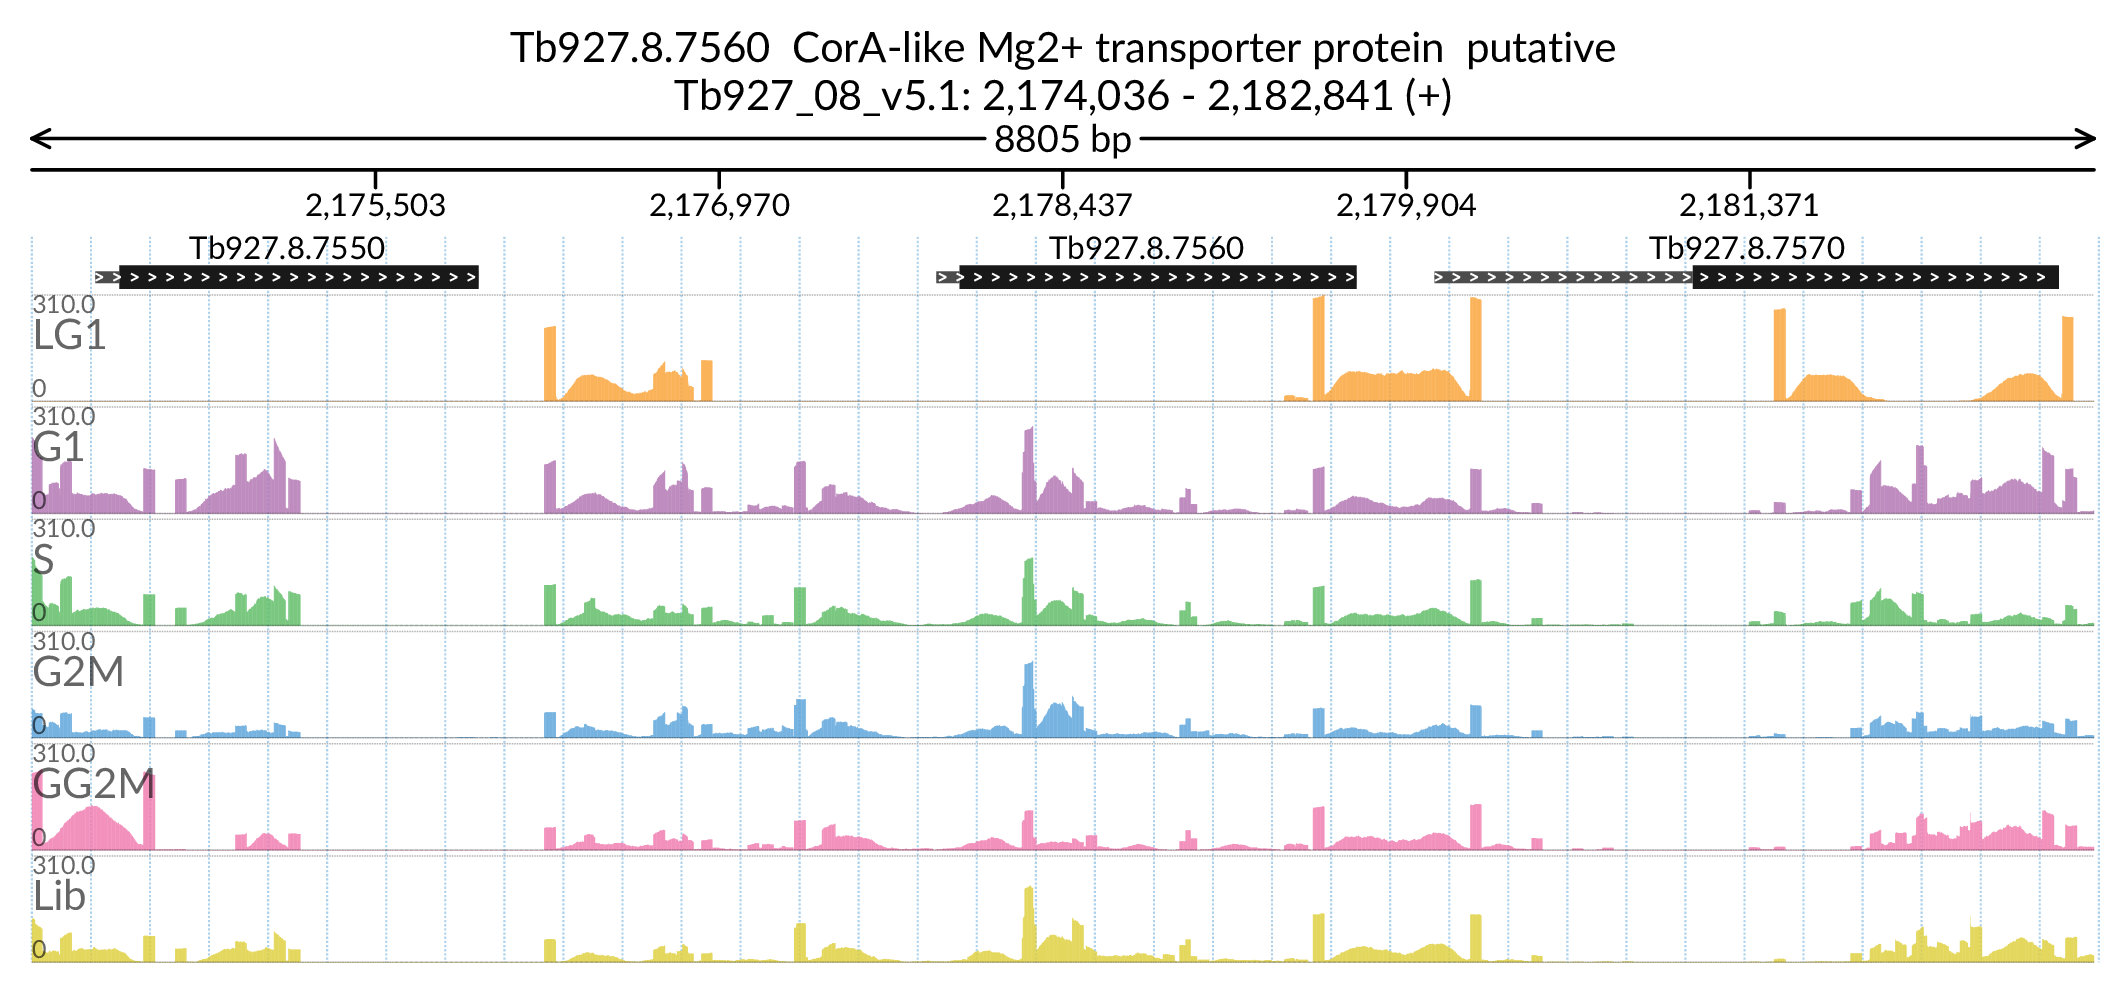 Tb927.8.7560  CorA-like Mg2+ transporter protein  putative
Tb927_08_v5.1: 2,174,036 - 2,182,841 (+)
8805 bp
2,175,503 2,176,970 2,178,437 2,179,904 2,181,371
Tb927.8.7550 Tb927.8.7560 Tb927.8.7570
310.0
LG1
0
310.0
G1
0
310.0
S
0
310.0
G2M
0
310.0
GG2M
0
310.0
Lib
0